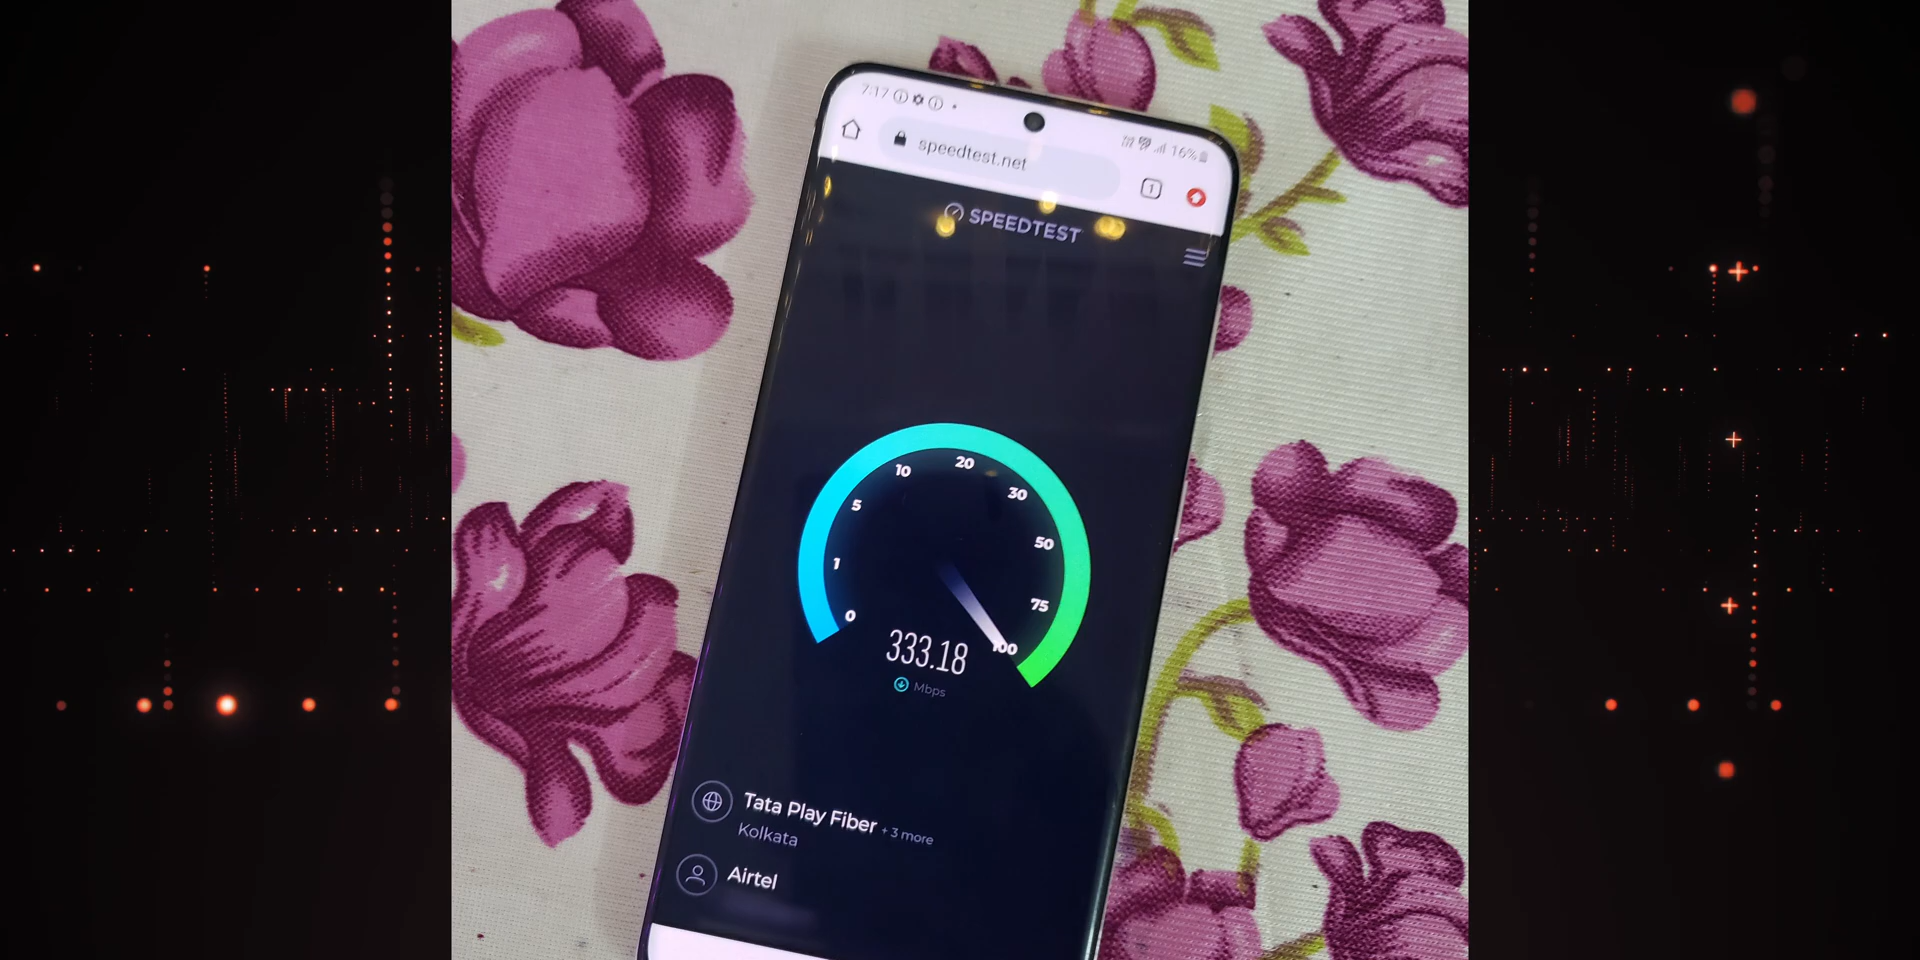 7:17
16%
speedtest.net
1
SPEEDTEST
0
1
5
10
20
30
50
75
100
333.18
Mbps
Tata Play Fiber + 3 more
Kolkata
Airtel